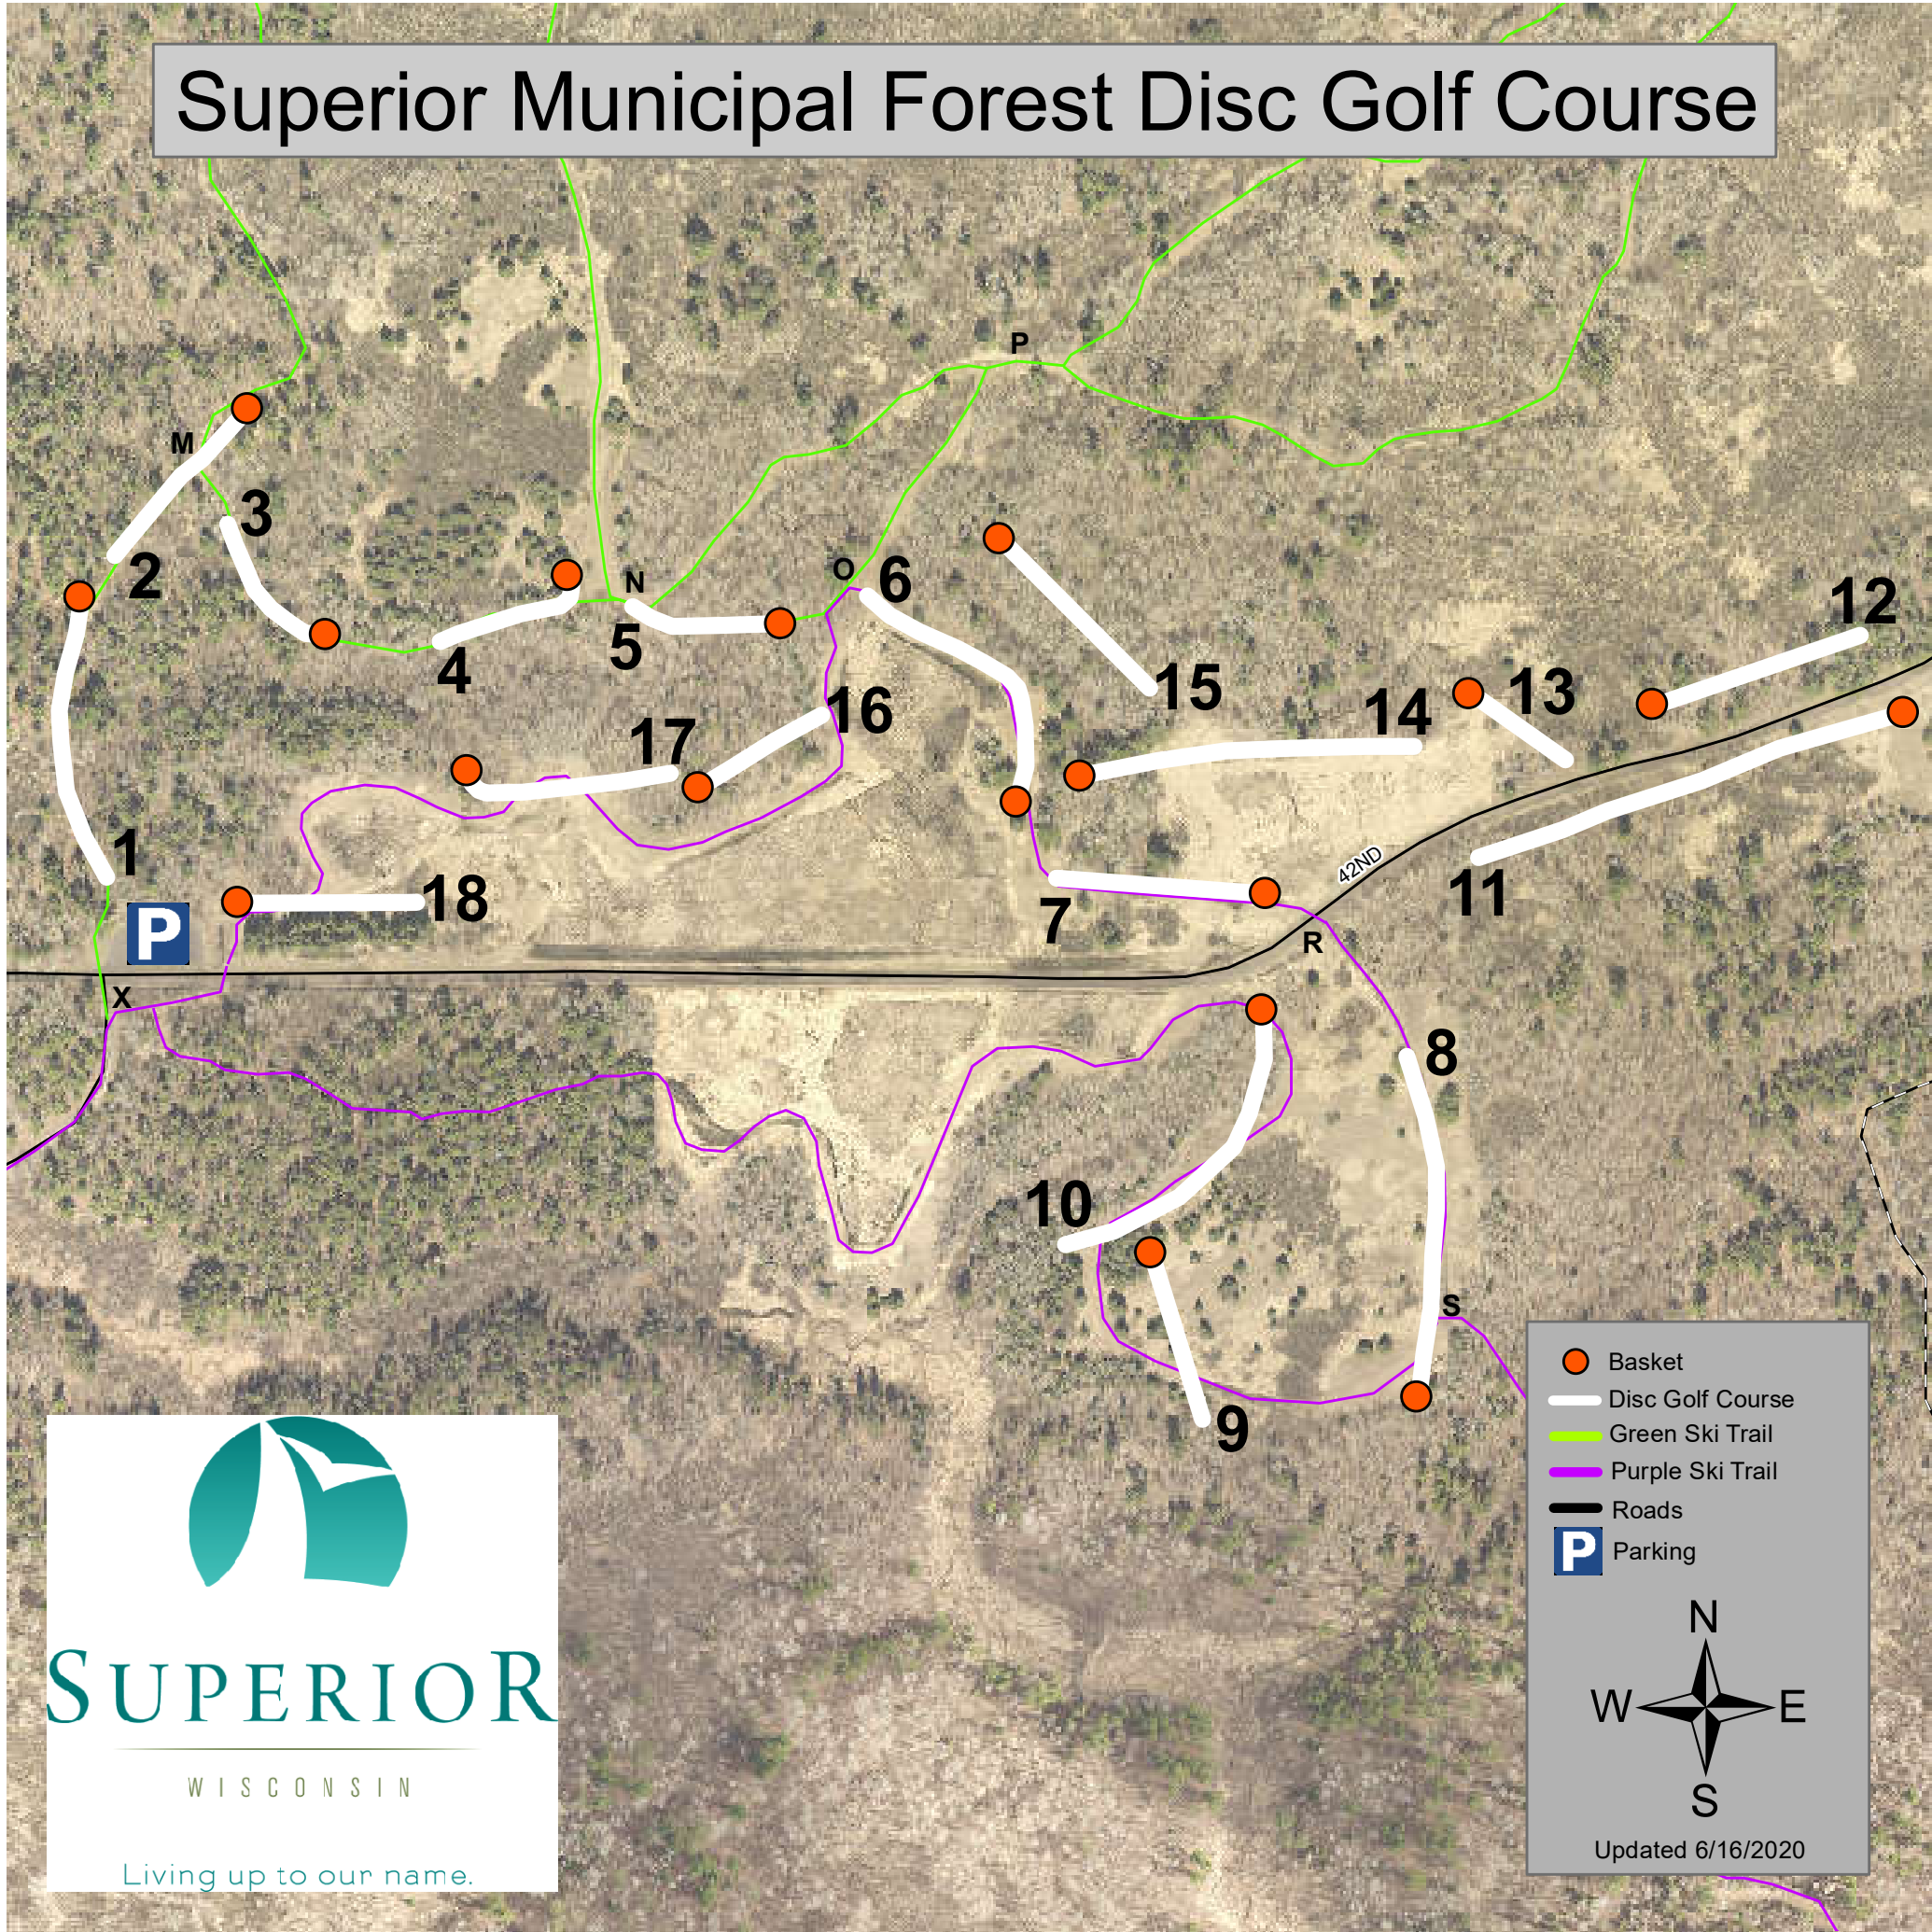 Superior Municipal Forest Disc Golf Course
P
M
3
2
N
O
6
5
4
12
15
13
14
16
17
42ND
1
18
11
7
P
R
X
8
10
S
9
Basket
Disc Golf Course
Green Ski Trail
Purple Ski Trail
Roads
P Parking
N
W E
S
Updated 6/16/2020
SUPERIOR
WISCONSIN
Living up to our name.